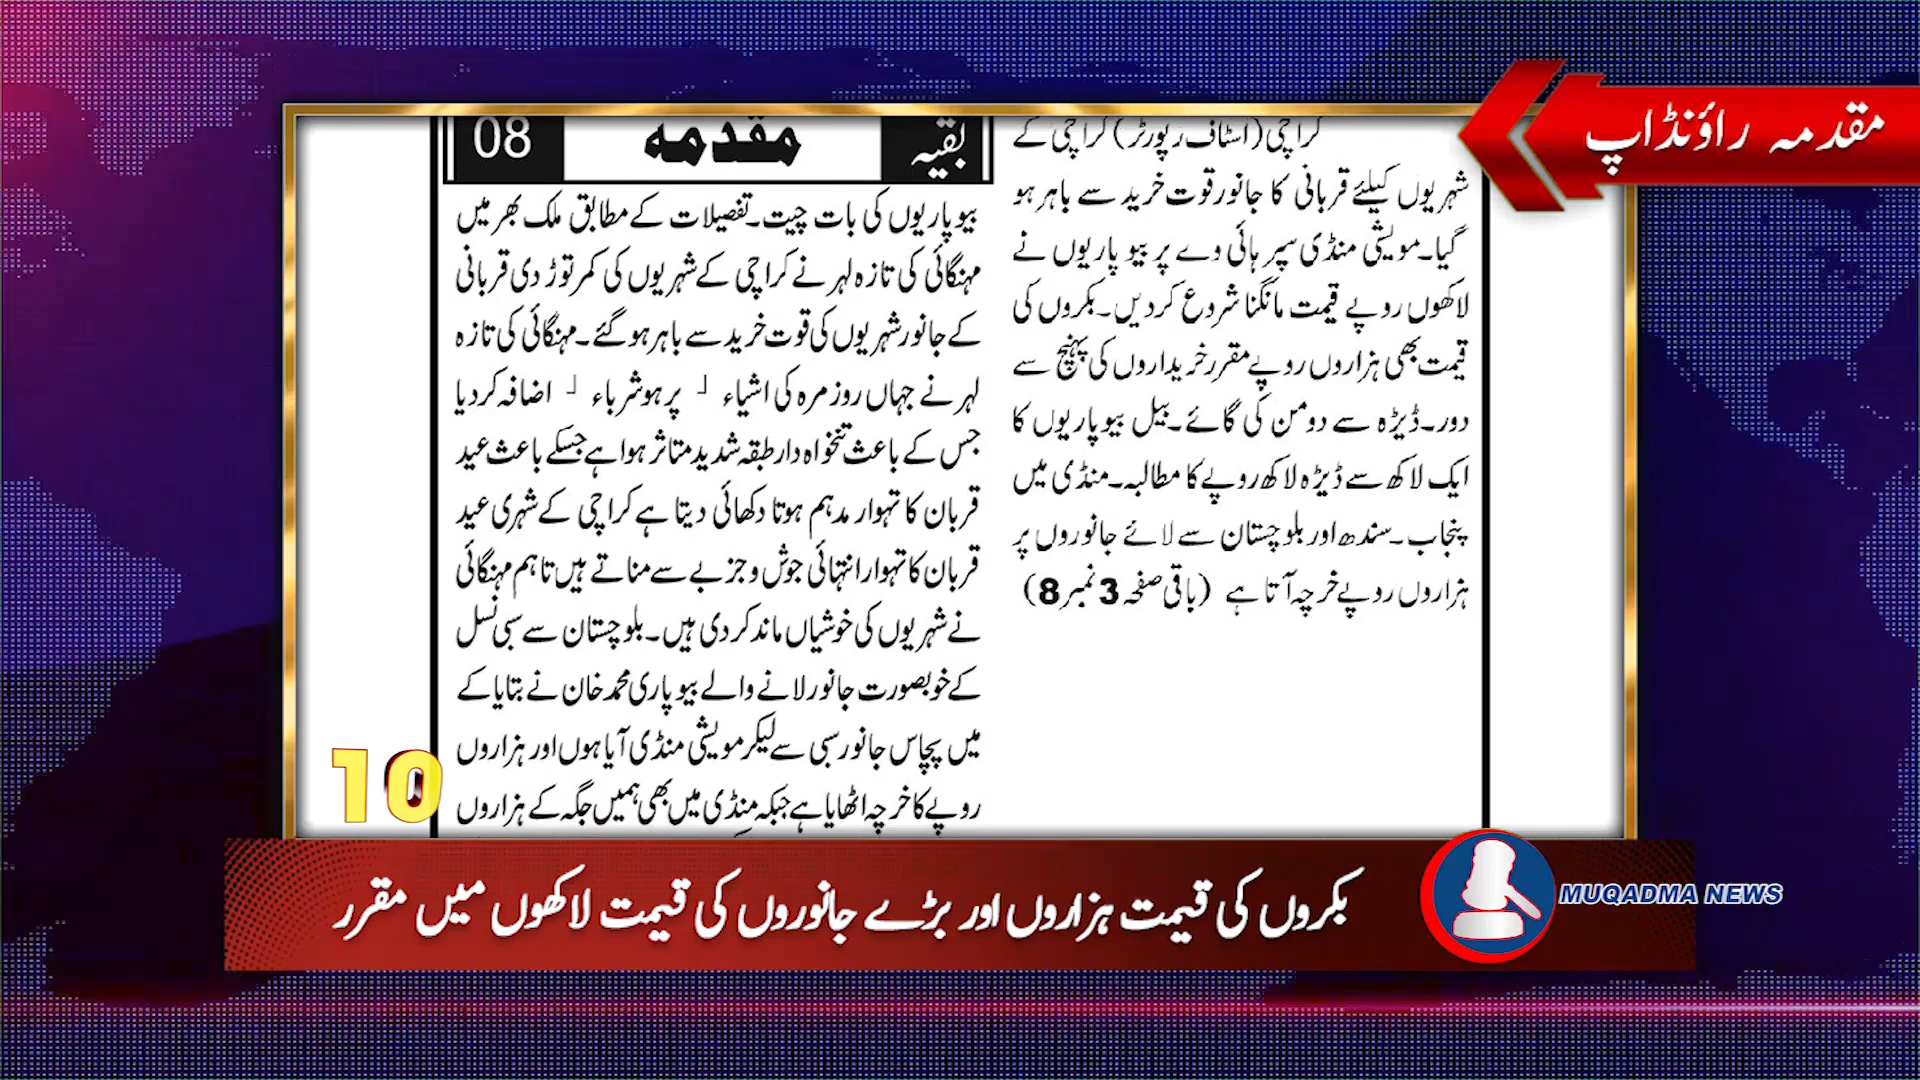 مقدمہ راؤنڈاپ
کراچی (اسٹاف رپورٹر) کراچی کے
شہریوں کیلئے قربانی کا جانور قوت خرید سے باہر ہو
گیا۔ مویشی منڈی سپر ہائی وے پر بیوپاریوں نے
لاکھوں روپے قیمت مانگنا شروع کردیں۔ بکروں کی
قیمت بھی ہزاروں روپے مقرر خریداروں کی پہنچ سے
دور۔ ڈیڑہ سے دو من کی گائے۔ بیل بیوپاریوں کا
ایک لاکھ سے ڈیڑہ لاکھ روپے کا مطالبہ۔ منڈی میں
پنجاب۔ سندھ اور بلوچستان سے لائے جانوروں پر
ہزاروں روپے خرچہ آتا ہے (باقی صفحہ 3 نمبر 8)
بقیہ مقدمہ 08
بیوپاریوں کی بات چیت۔ تفصیلات کے مطابق ملک بھر میں
مہنگائی کی تازہ لہر نے کراچی کے شہریوں کی کمر توڑ دی قربانی
کے جانور شہریوں کی قوت خرید سے باہر ہو گئے۔ مہنگائی کی تازہ
لہر نے جہاں روزمرہ کی اشیاء پر ہوشرباء اضافہ کردیا
جس کے باعث تنخواہ دار طبقہ شدید متاثر ہوا ہے جسکے باعث عید
قربان کا تہوار مدہم ہوتا دکھائی دیتا ہے کراچی کے شہری عید
قربان کا تہوار انتہائی جوش و جزبے سے مناتے ہیں تاہم مہنگائی
نے شہریوں کی خوشیاں ماند کر دی ہیں۔ بلوچستان سے سبی نسل
کے خوبصورت جانور لانے والے بیوپاری محمد خان نے بتایا کے
میں پچاس جانور سبی سے لیکر مویشی منڈی آیا ہوں اور ہزاروں
روپے کا خرچہ اٹھایا ہے جبکہ منڈی میں بھی ہمیں جگہ کے ہزاروں
10
بکروں کی قیمت ہزاروں اور بڑے جانوروں کی قیمت لاکھوں میں مقرر
MUQADMA NEWS